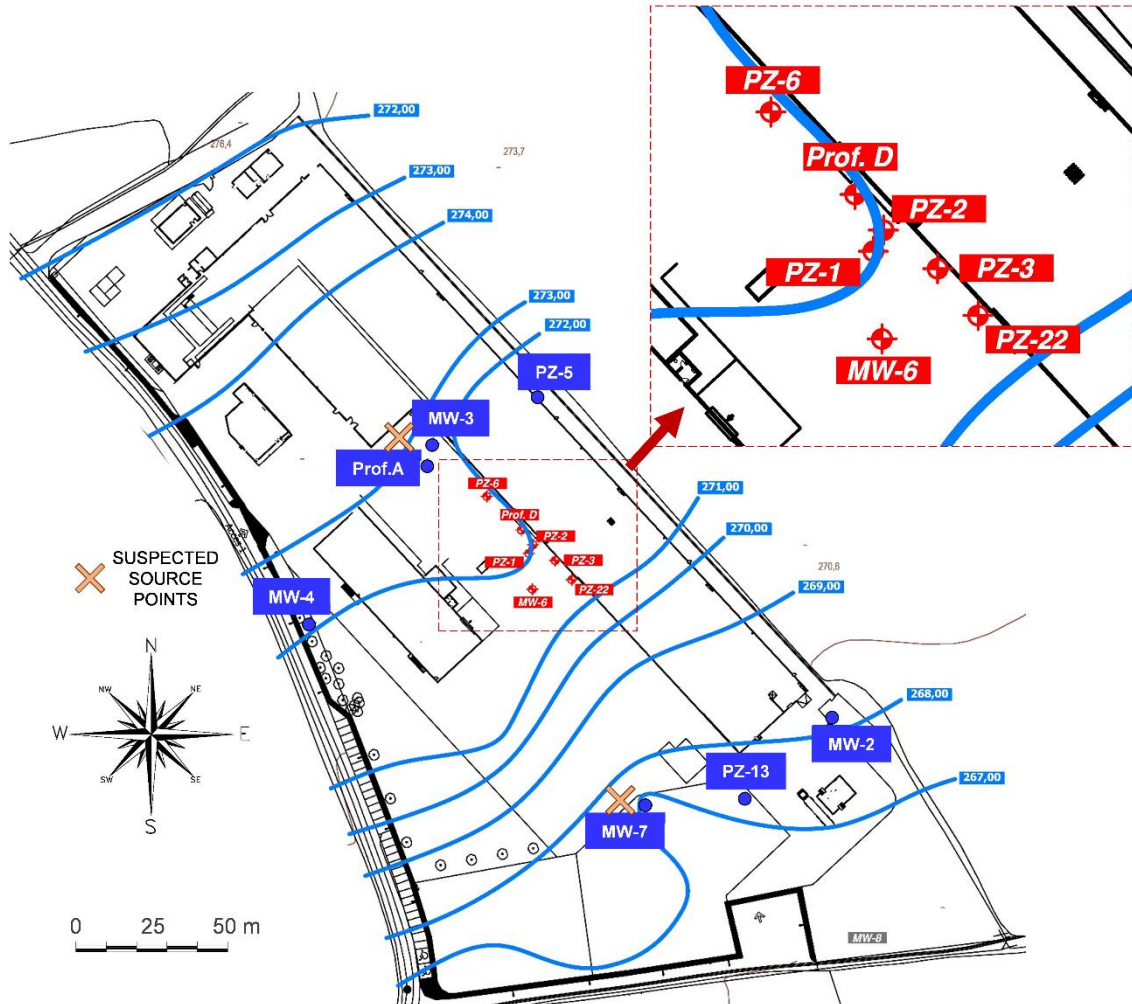 PZ-6
Prof. D
PZ-2
PZ-1
PZ-3
PZ-22
MW-6
272,00
276,4
273,7
273,00
274,00
273,00
272,00
PZ-5
MW-3
Prof.A
PZ-6
Prof. D
PZ-2
PZ-1
PZ-3
PZ-22
MW-6
271,00
270,00
270,8
269,00
SUSPECTED
SOURCE
POINTS
MW-4
N
NW
NE
W
E
SW
SE
S
268,00
MW-2
PZ-13
267,00
MW-7
0 25 50 m
MW-8